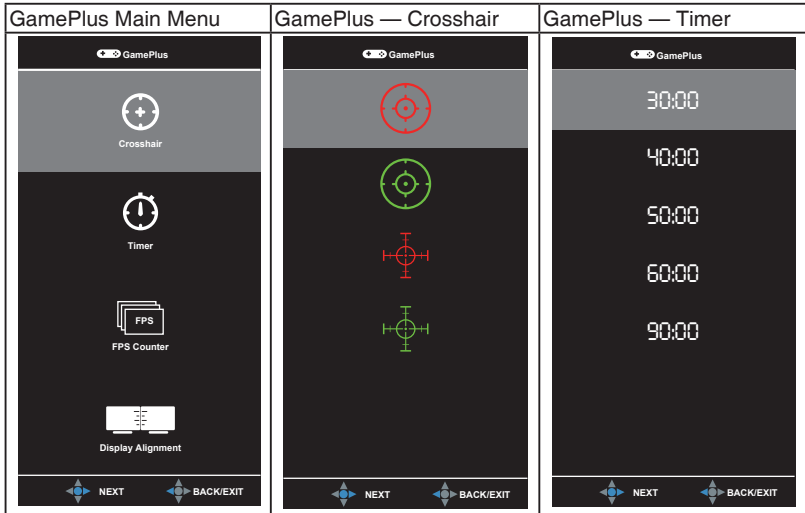 GamePlus Main Menu
GamePlus
Crosshair
Timer
FPS
FPS Counter
Display Alignment
NEXT BACK/EXIT
GamePlus — Crosshair
GamePlus
NEXT BACK/EXIT
GamePlus — Timer
GamePlus
30:00
40:00
50:00
60:00
90:00
NEXT BACK/EXIT